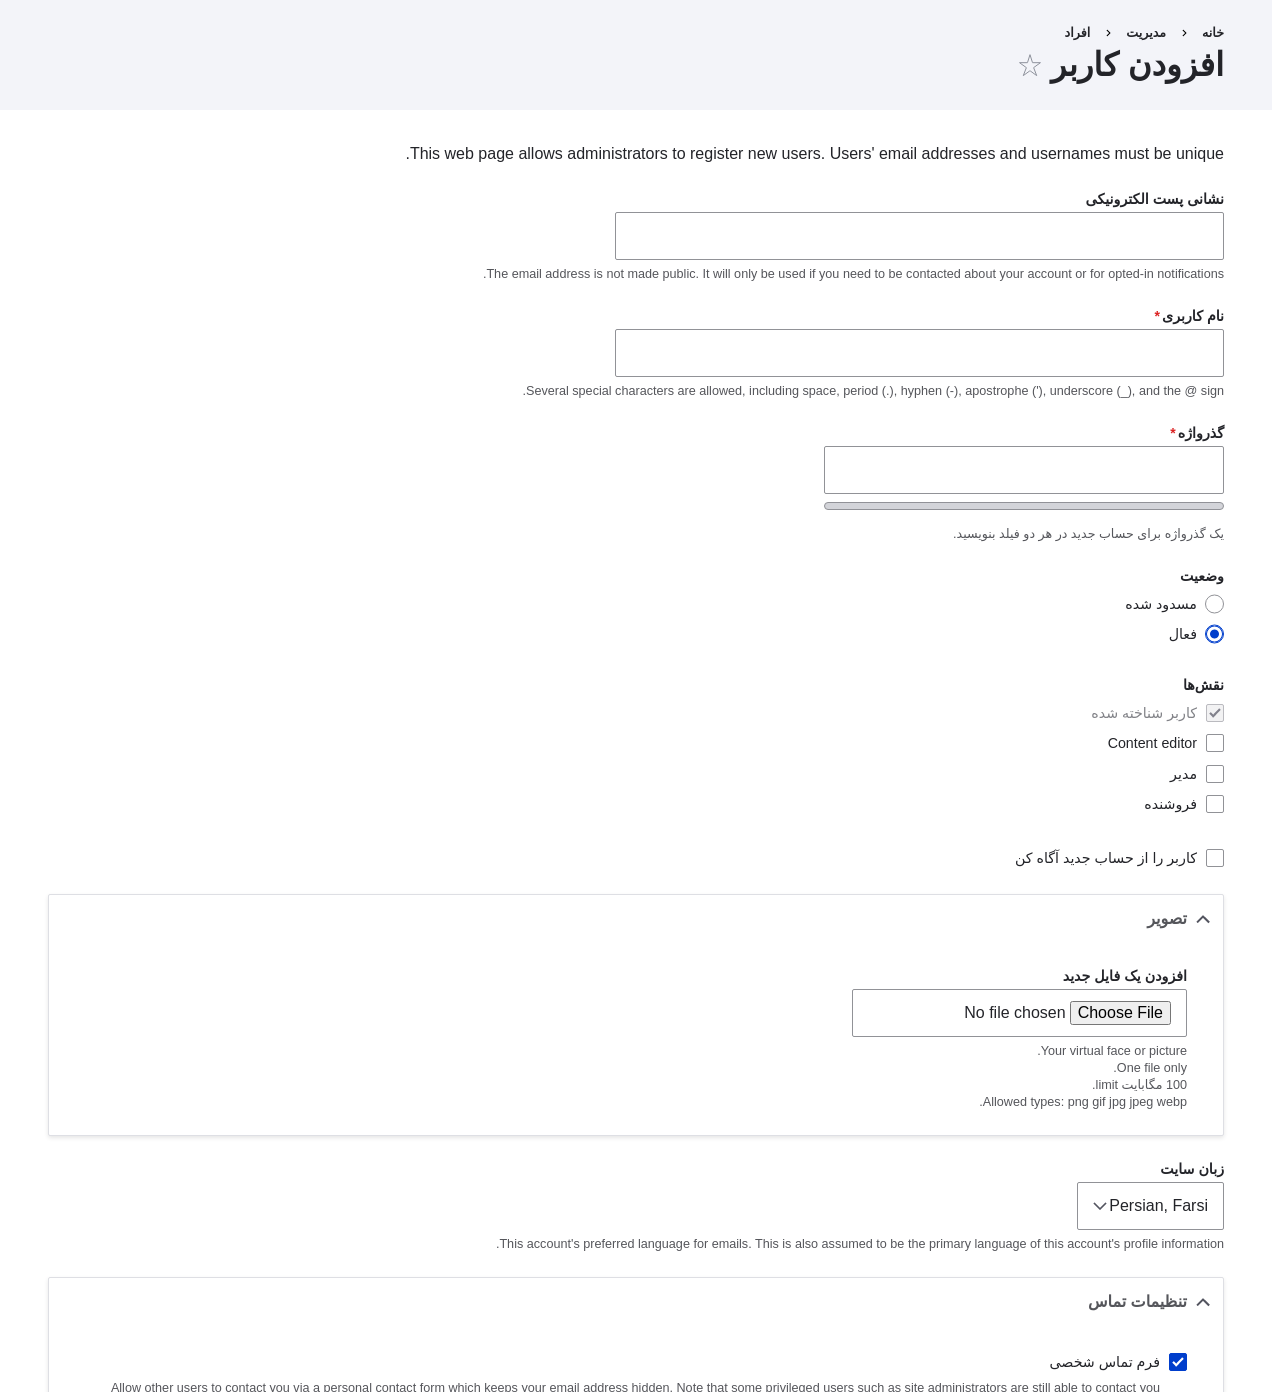 خانه › مدیریت › افراد
افزودن کاربر
This web page allows administrators to register new users. Users' email addresses and usernames must be unique.
نشانی پست الکترونیکی
The email address is not made public. It will only be used if you need to be contacted about your account or for opted-in notifications.
نام کاربری*
Several special characters are allowed, including space, period (.), hyphen (-), apostrophe ('), underscore (_), and the @ sign.
گذرواژه*
یک گذرواژه برای حساب جدید در هر دو فیلد بنویسید.
وضعیت
مسدود شده
فعال
نقش‌ها
کاربر شناخته شده
Content editor
مدیر
فروشنده
کاربر را از حساب جدید آگاه کن
تصویر
افزودن یک فایل جدید
Choose File No file chosen
Your virtual face or picture.
One file only.
100 مگابایت limit.
Allowed types: png gif jpg jpeg webp.
زبان سایت
Persian, Farsi
This account's preferred language for emails. This is also assumed to be the primary language of this account's profile information.
تنظیمات تماس
فرم تماس شخصی
Allow other users to contact you via a personal contact form which keeps your email address hidden. Note that some privileged users such as site administrators are still able to contact you